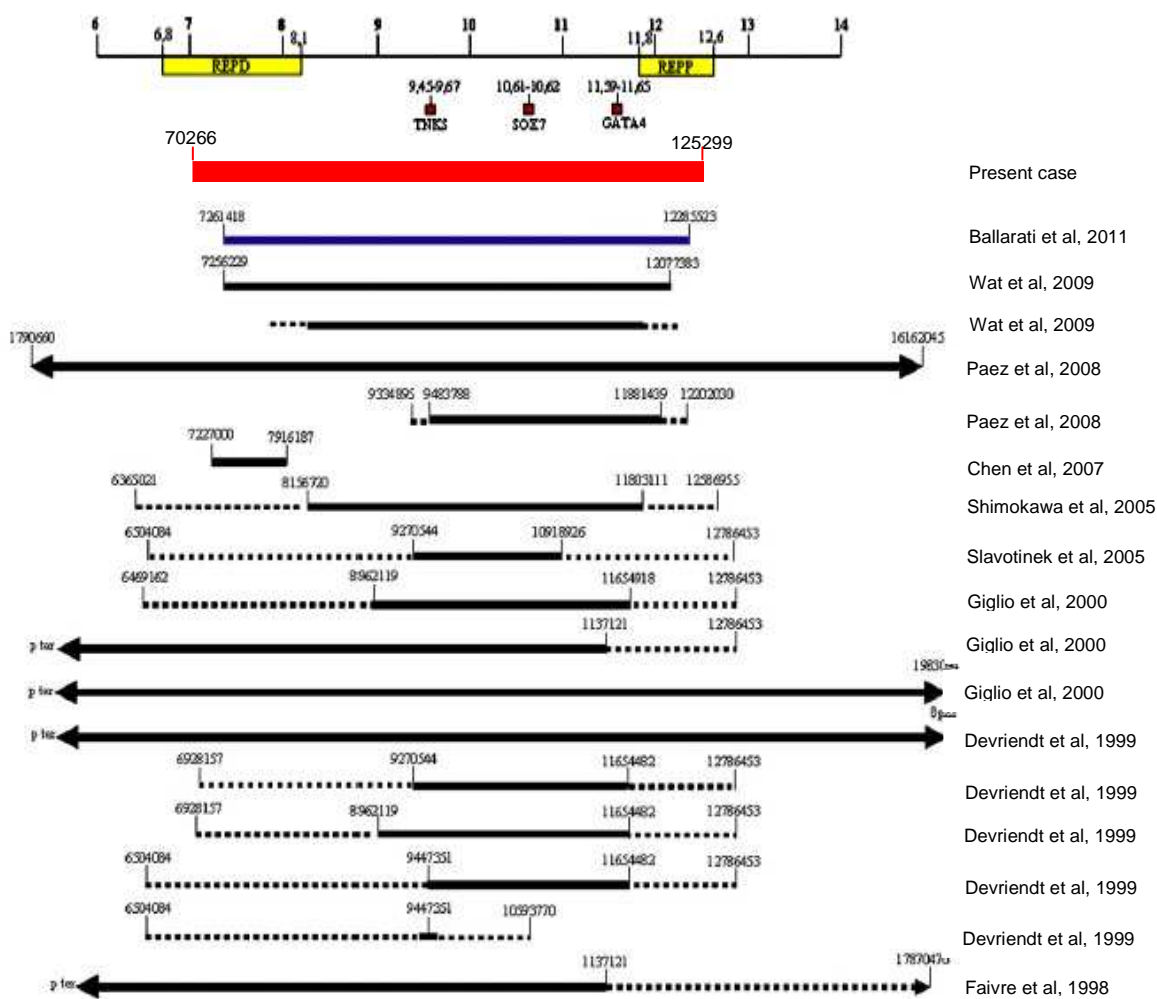 6 7 8 9 10 11 12 13 14
6,8 8,1 11,8 12,6
REPD REPP
9,45-9,67 10,61-10,62 11,59-11,65
TNKS SOX7 GATA4
70266 125299
Present case
7261418 12285523
Ballarati et al, 2011
7256229 12077383
Wat et al, 2009
Wat et al, 2009
1790660 16162045
Paez et al, 2008
9334895 9483788 11881439 12202030
Paez et al, 2008
7227000 7916187
Chen et al, 2007
6365021 8156720 11803111 12586955
Shimokawa et al, 2005
6504084 9270544 10918926 12786453
Slavotinek et al, 2005
6469162 8962119 11654918 12786453
Giglio et al, 2000
p ter 1137121 12786453
Giglio et al, 2000
p ter
Giglio et al, 2000
p ter
Devriendt et al, 1999
6928157 9270544 11654482 12786453
Devriendt et al, 1999
6928157 8962119 11654482 12786453
Devriendt et al, 1999
6504084 9447351 11654482 12786453
Devriendt et al, 1999
6504084 9447351 10593770
Devriendt et al, 1999
p ter 1137121
Faivre et al, 1998